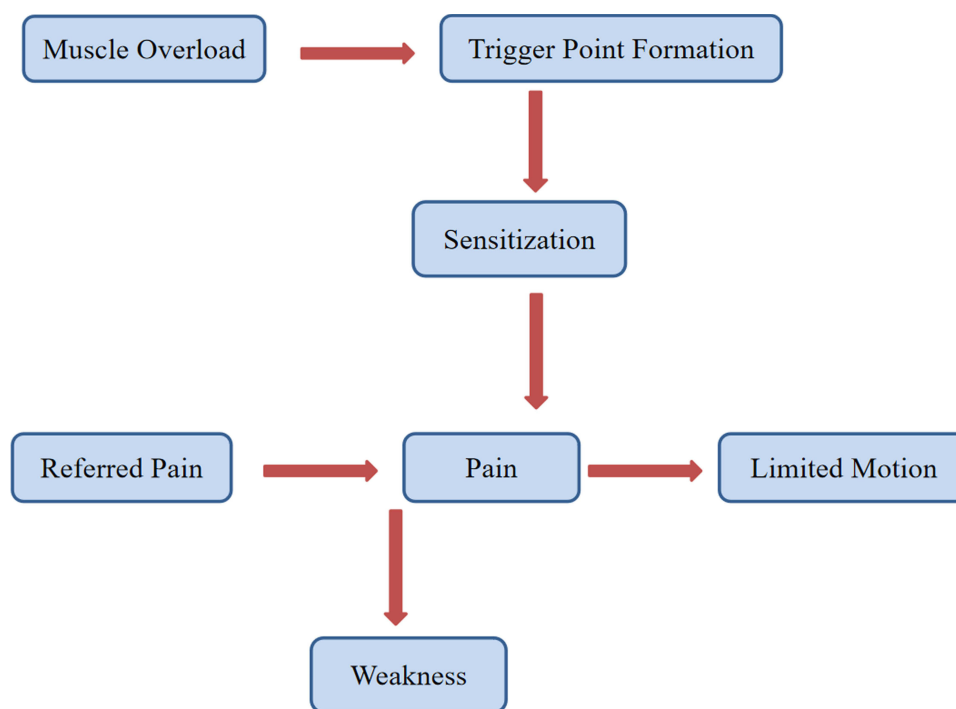 Muscle Overload
Trigger Point Formation
Sensitization
Referred Pain
Pain
Limited Motion
Weakness